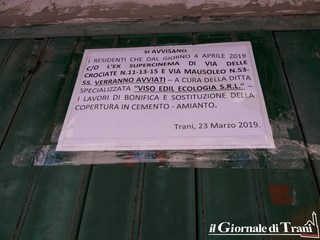 SI AVVISANO
I RESIDENTI CHE DAL GIORNO 4 APRILE 2019
C/O L'EX SUPERCINEMA DI VIA DELLE
CROCIATE N.11-13-15 E VIA MAUSOLEO N.53-
55, VERRANNO AVVIATI – A CURA DELLA DITTA
SPECIALIZZATA "VISO EDIL ECOLOGIA S.R.L." –
I LAVORI DI BONIFICA E SOSTITUZIONE DELLA
COPERTURA IN CEMENTO - AMIANTO.
Trani, 23 Marzo 2019.
il Giornale di Trani